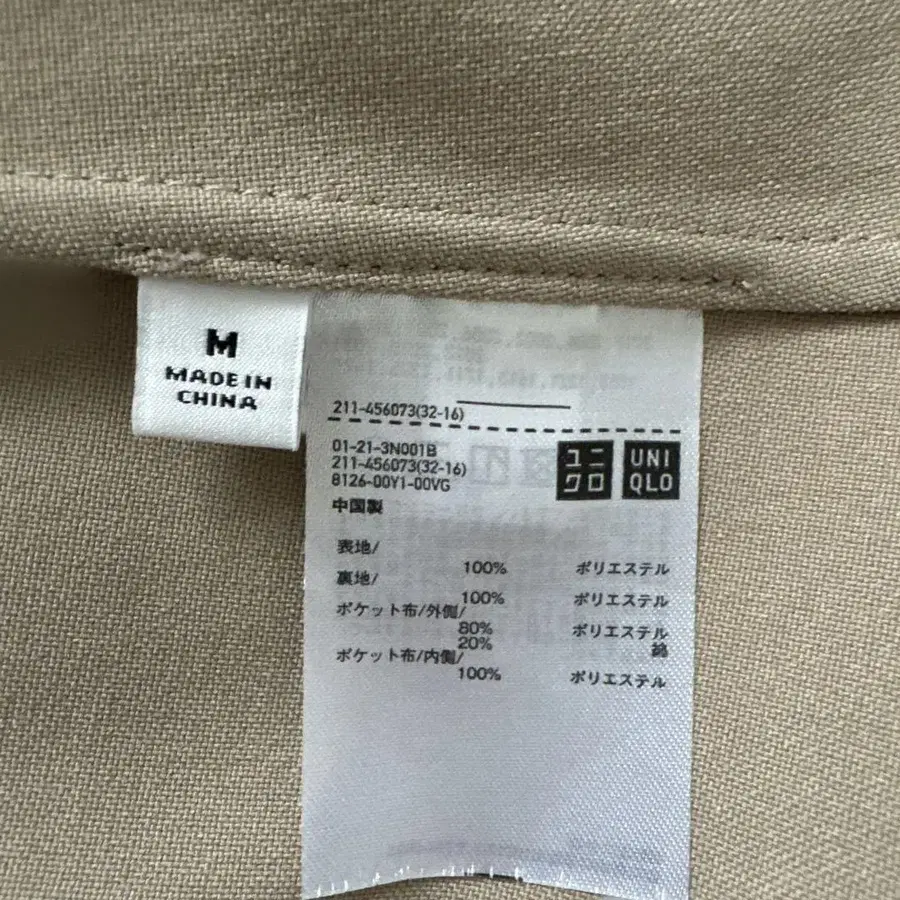 M
MADE IN
CHINA
211-456073(32-16)
01-21-3N001B
211-456073(32-16)
8126-00Y1-00VG
中国製
ユニ
クロ
UNI
QLO
表地/
100% ポリエステル
裏地/
100% ポリエステル
ポケット布/外側/
80% ポリエステル
20% 綿
ポケット布/内側/
100% ポリエステル